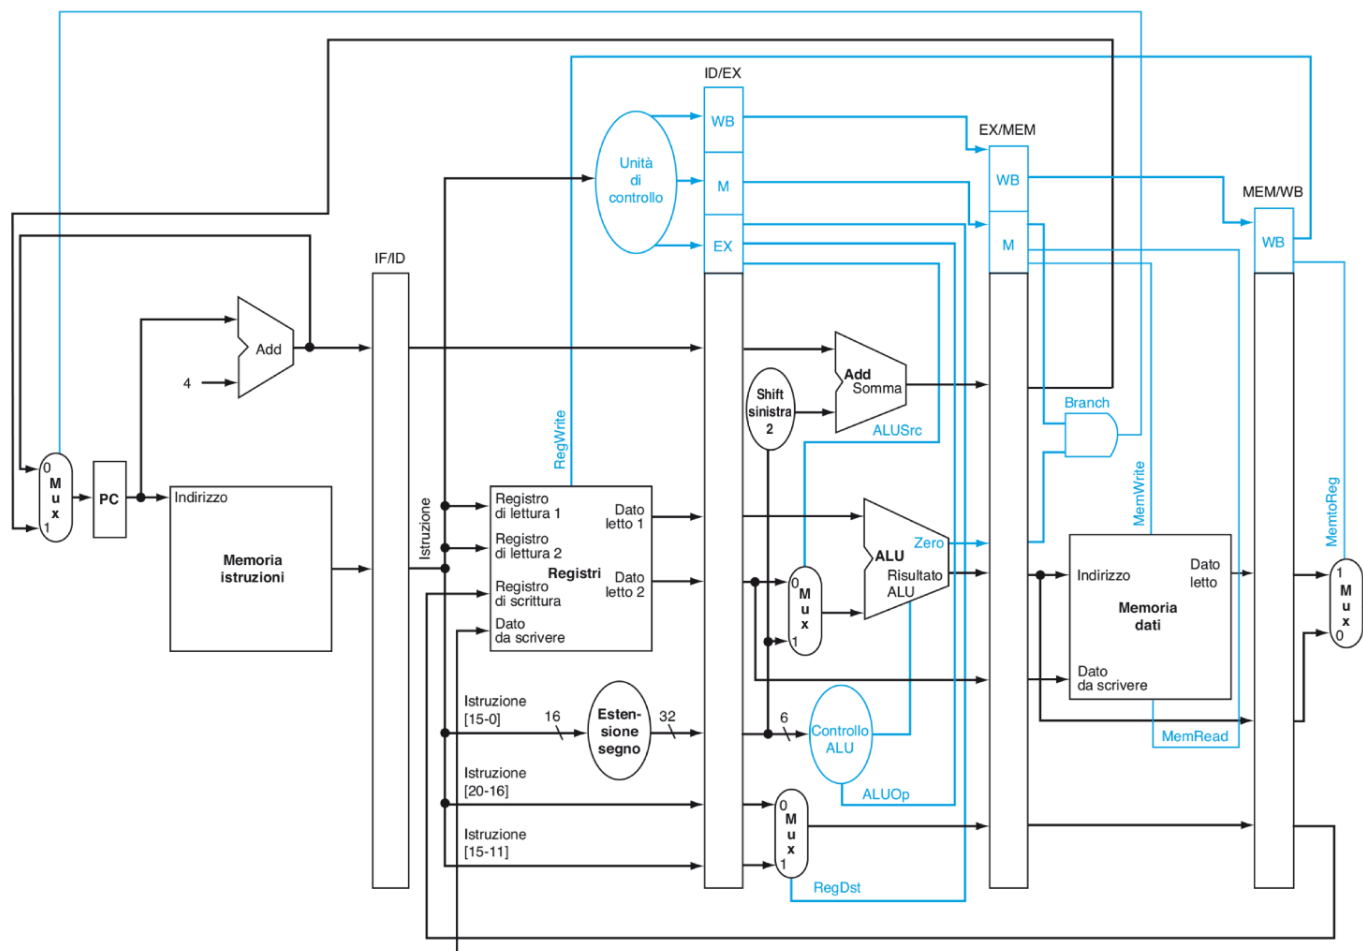 ID/EX
WB
EX/MEM
Unità
di
controllo
M
WB
MEM/WB
EX
M
WB
IF/ID
Add
4
Add
Somma
Shift
sinistra
2
Branch
ALUSrc
RegWrite
MemWrite
MemtoReg
0
M
u
x
1
PC
Indirizzo
Memoria
istruzioni
Istruzione
Registro
di lettura 1
Registro
di lettura 2
Registri
Registro
di scrittura
Dato
da scrivere
Dato
letto 1
Dato
letto 2
0
M
u
x
1
Zero
ALU
Risultato
ALU
Indirizzo
Dato
letto
Memoria
dati
Dato
da scrivere
1
M
u
x
0
Istruzione
[15-0]
16
Esten-
sione
segno
32
6
Controllo
ALU
MemRead
ALUOp
Istruzione
[20-16]
Istruzione
[15-11]
0
M
u
x
1
RegDst